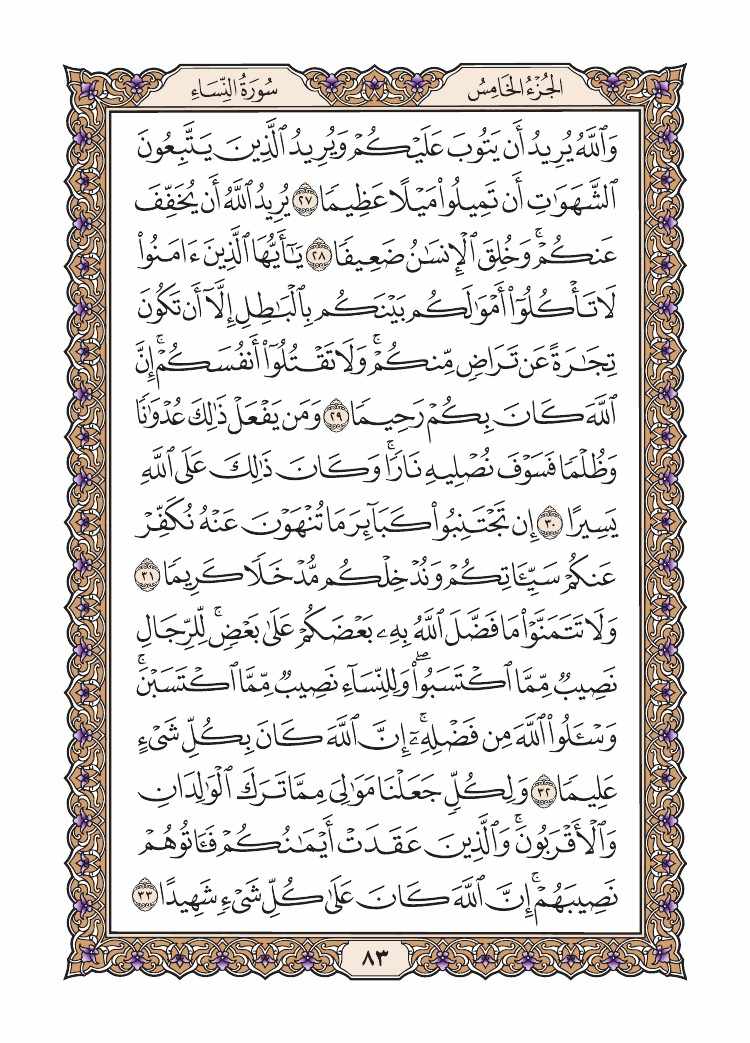 الجُزْءُ الخَامِسُ
سُورَةُ النِّسَاءِ
وَٱللَّهُ يُرِيدُ أَن يَتُوبَ عَلَيْكُمْ وَيُرِيدُ ٱلَّذِينَ يَتَّبِعُونَ
ٱلشَّهَوَٰتِ أَن تَمِيلُوا۟ مَيْلًا عَظِيمًا ٢٧ يُرِيدُ ٱللَّهُ أَن يُخَفِّفَ
عَنكُمْ ۚ وَخُلِقَ ٱلْإِنسَٰنُ ضَعِيفًا ٢٨ يَٰٓأَيُّهَا ٱلَّذِينَ ءَامَنُوا۟
لَا تَأْكُلُوٓا۟ أَمْوَٰلَكُم بَيْنَكُم بِٱلْبَٰطِلِ إِلَّآ أَن تَكُونَ
تِجَٰرَةً عَن تَرَاضٍ مِّنكُمْ ۚ وَلَا تَقْتُلُوٓا۟ أَنفُسَكُمْ ۚ إِنَّ
ٱللَّهَ كَانَ بِكُمْ رَحِيمًا ٢٩ وَمَن يَفْعَلْ ذَٰلِكَ عُدْوَٰنًا
وَظُلْمًا فَسَوْفَ نُصْلِيهِ نَارًا ۚ وَكَانَ ذَٰلِكَ عَلَى ٱللَّهِ
يَسِيرًا ٣٠ إِن تَجْتَنِبُوا۟ كَبَآئِرَ مَا تُنْهَوْنَ عَنْهُ نُكَفِّرْ
عَنكُمْ سَيِّـَٔاتِكُمْ وَنُدْخِلْكُم مُّدْخَلًا كَرِيمًا ٣١
وَلَا تَتَمَنَّوْا۟ مَا فَضَّلَ ٱللَّهُ بِهِۦ بَعْضَكُمْ عَلَىٰ بَعْضٍ ۚ لِّلرِّجَالِ
نَصِيبٌ مِّمَّا ٱكْتَسَبُوا۟ ۖ وَلِلنِّسَآءِ نَصِيبٌ مِّمَّا ٱكْتَسَبْنَ ۚ
وَسْـَٔلُوا۟ ٱللَّهَ مِن فَضْلِهِۦٓ ۗ إِنَّ ٱللَّهَ كَانَ بِكُلِّ شَىْءٍ
عَلِيمًا ٣٢ وَلِكُلٍّ جَعَلْنَا مَوَٰلِىَ مِمَّا تَرَكَ ٱلْوَٰلِدَانِ
وَٱلْأَقْرَبُونَ ۚ وَٱلَّذِينَ عَقَدَتْ أَيْمَٰنُكُمْ فَـَٔاتُوهُمْ
نَصِيبَهُمْ ۚ إِنَّ ٱللَّهَ كَانَ عَلَىٰ كُلِّ شَىْءٍ شَهِيدًا ٣٣
٨٣